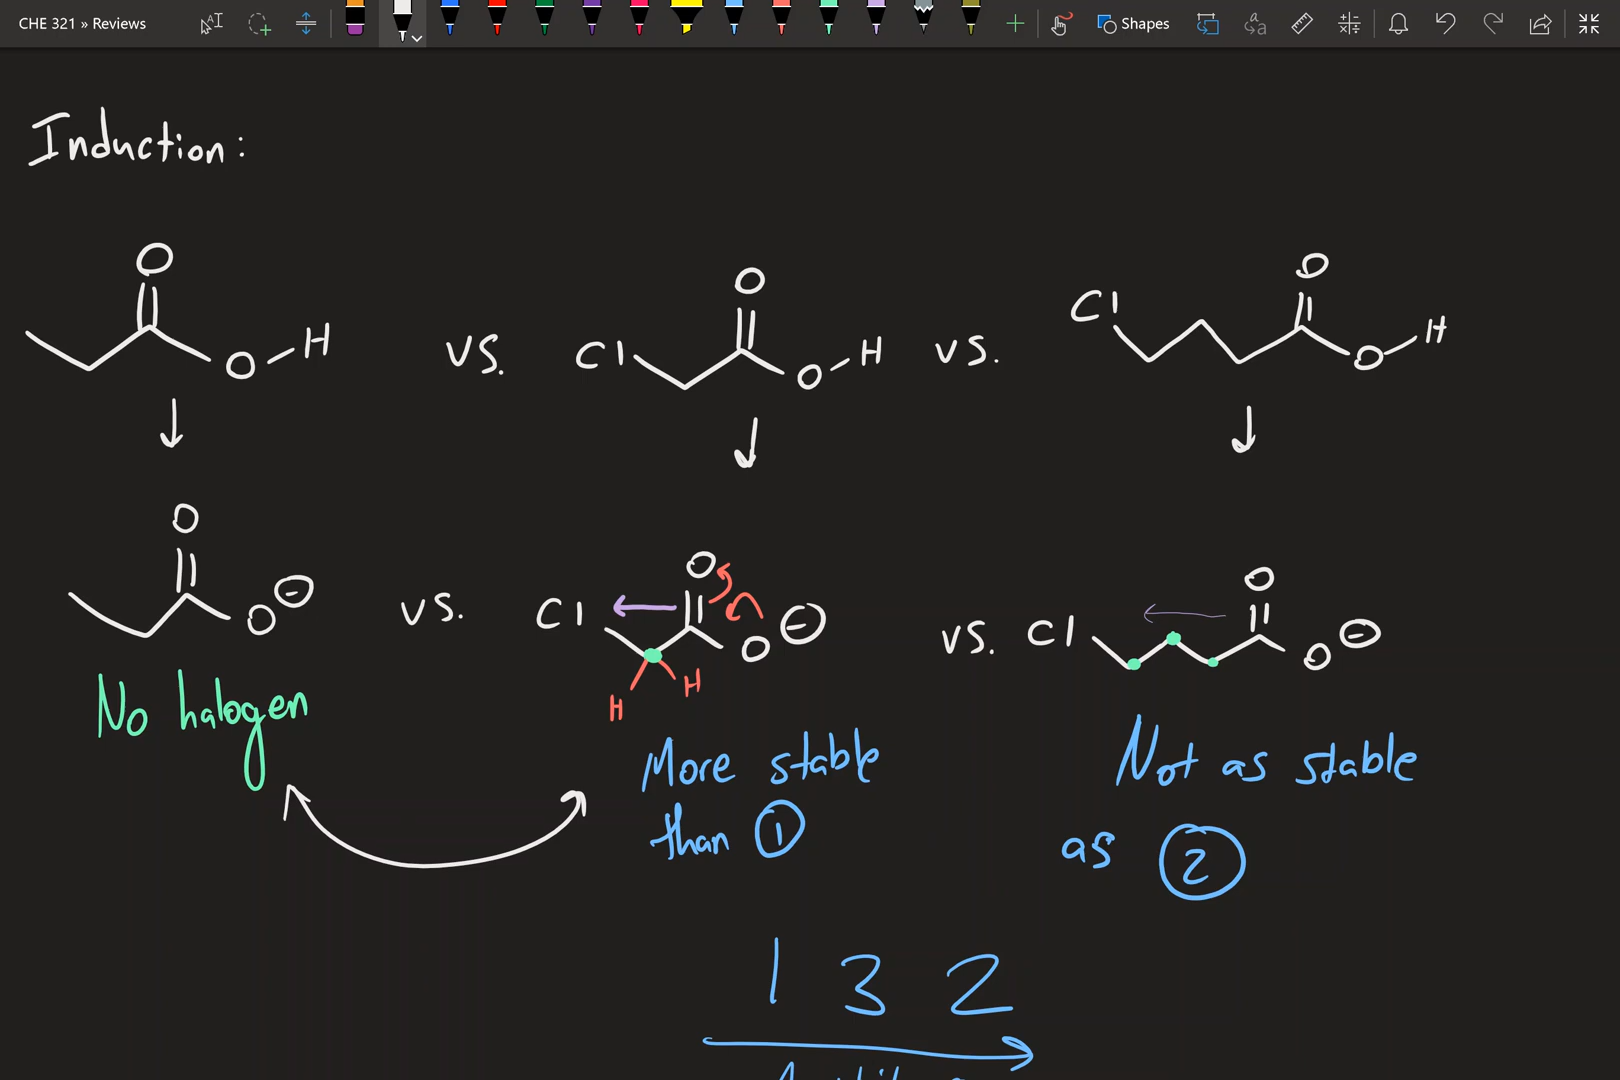 CHE 321 » Reviews
Shapes
Induction:
O
O
O
Cl
H
H
H
vs.
Cl
vs.
O
O
O
O
O
O
Cl
O ⊖
vs.
Cl
O ⊖
vs.
Cl
O ⊖
H
H
No halogen
More stable
than ①
Not as stable
as ②
1 3 2